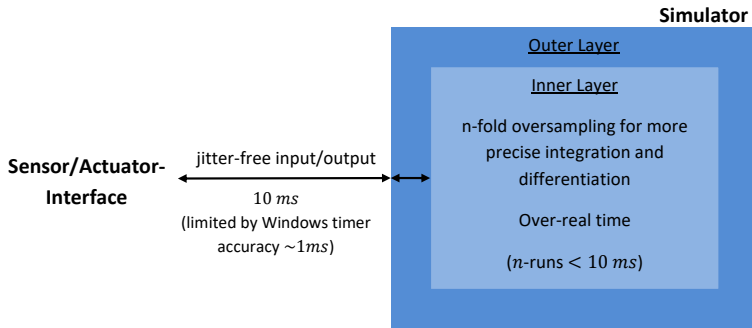 Simulator
Outer Layer
Inner Layer
n-fold oversampling for more
precise integration and
differentiation
Over-real time
(n-runs < 10 ms)
jitter-free input/output
Sensor/Actuator-
Interface
10 ms
(limited by Windows timer
accuracy ~1ms)